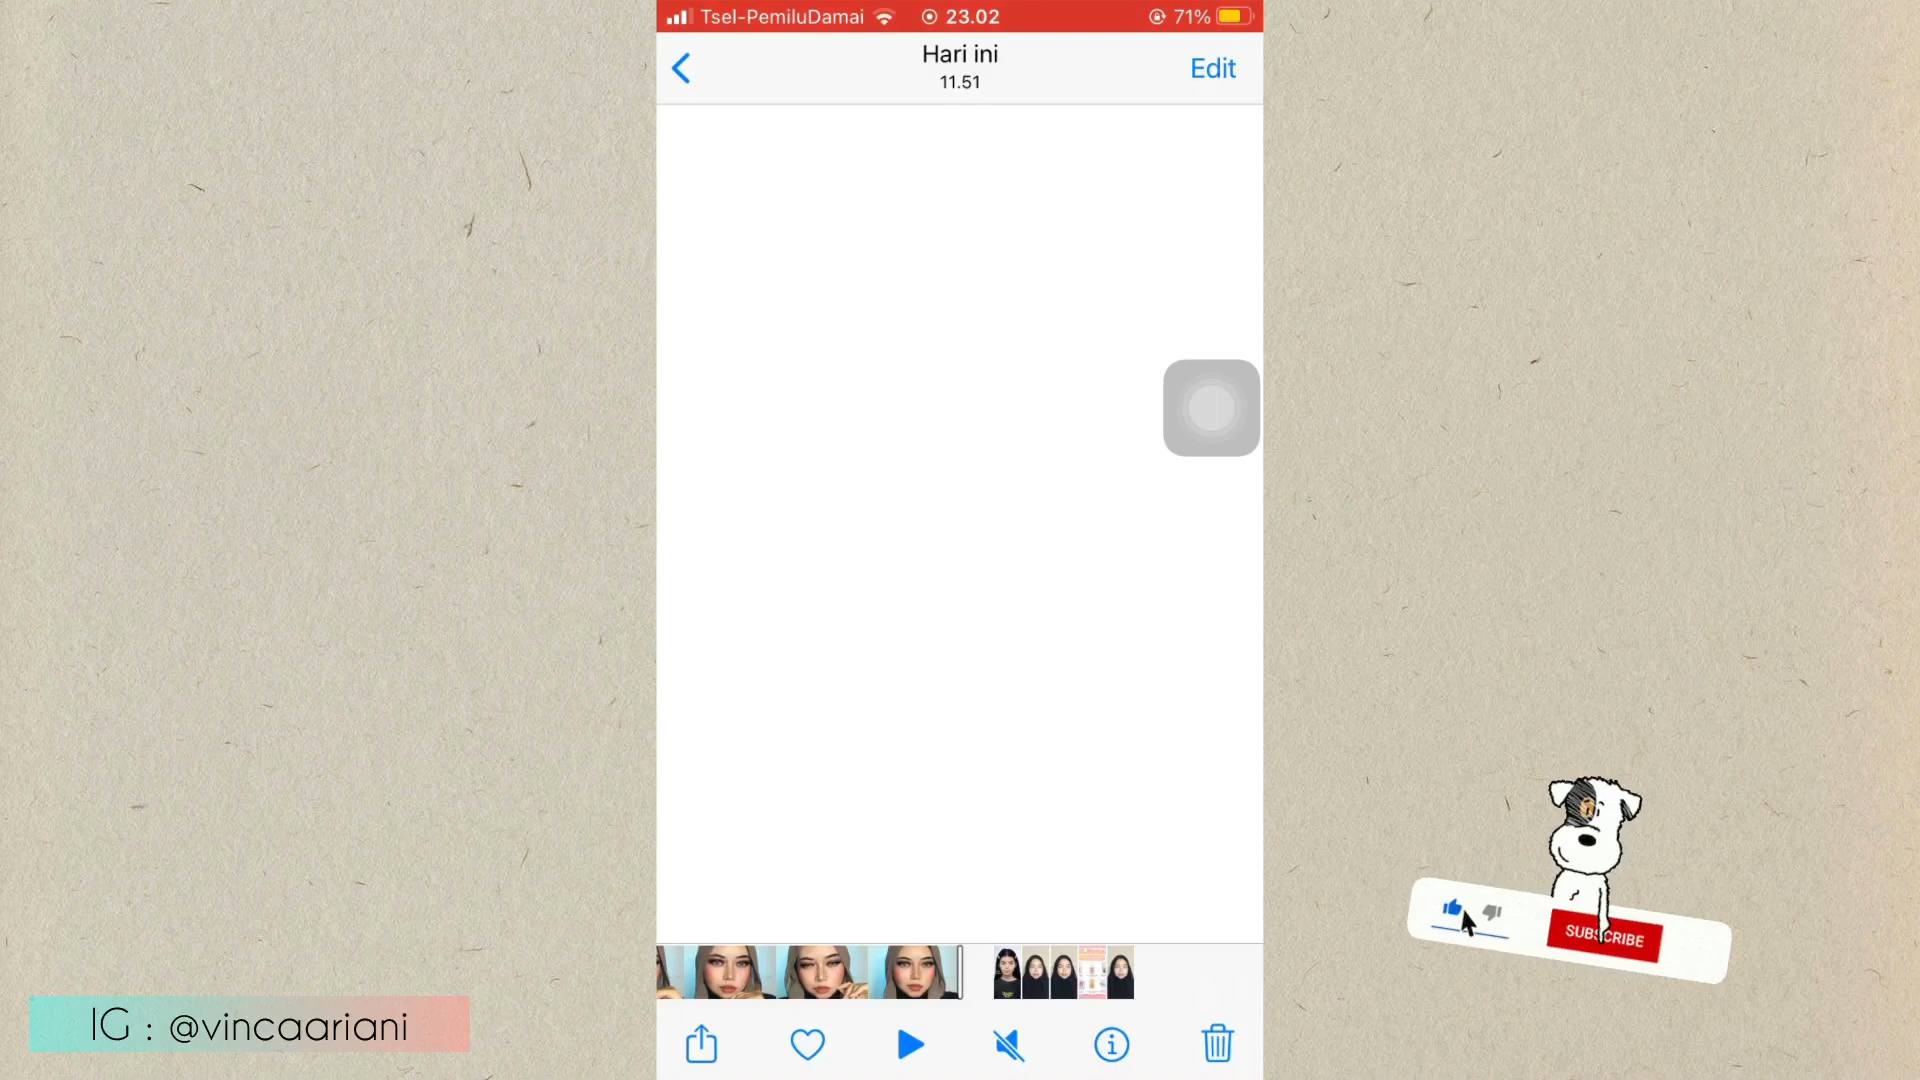 Tsel-PemiluDamai 23.02 71%
Hari ini
11.51
Edit
SUBSCRIBE
IG : @vincaariani